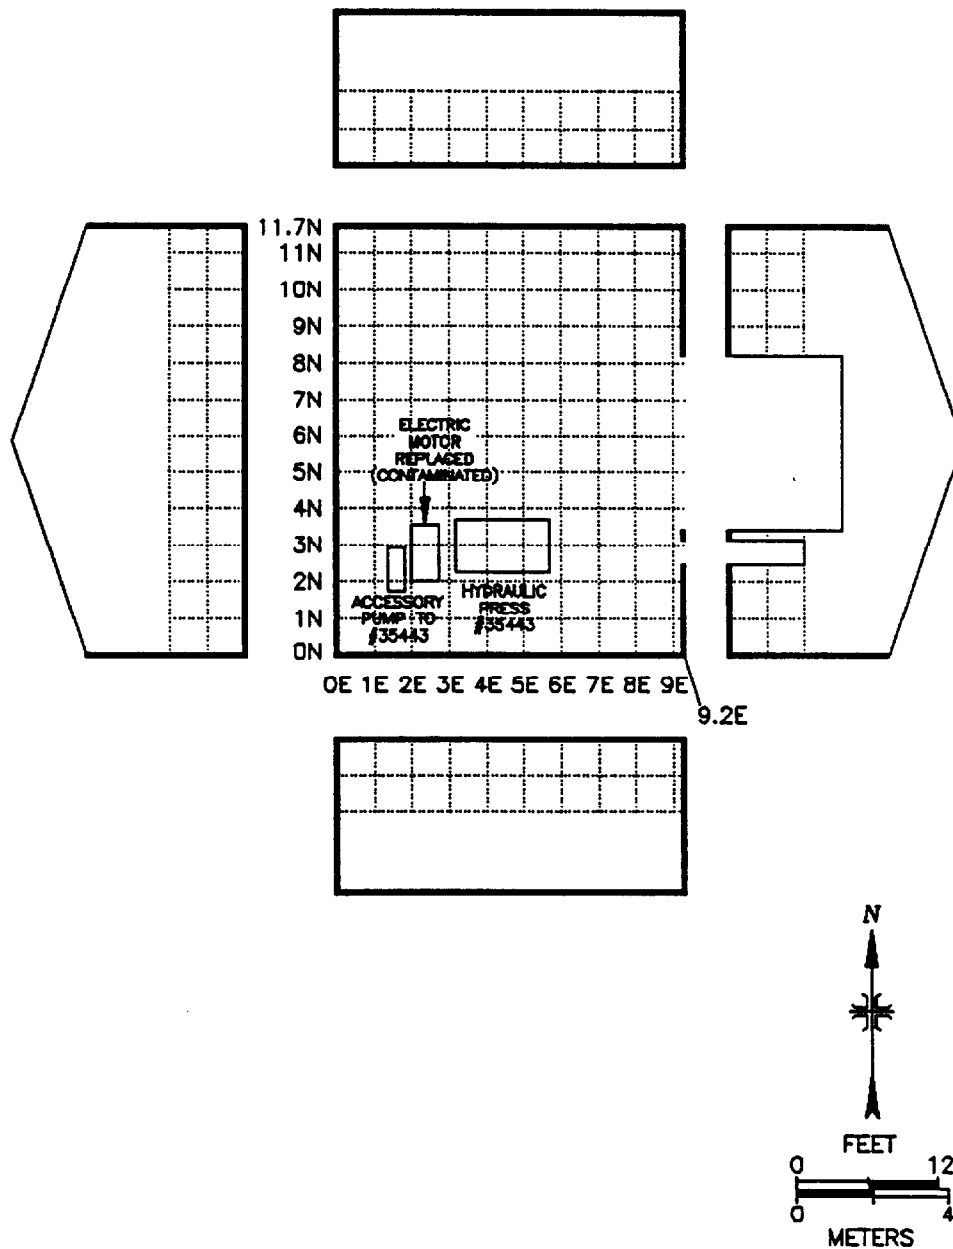 11.7N
11N
10N
9N
8N
7N
6N
5N
4N
3N
2N
1N
0N
ELECTRIC
MOTOR
REPLACED
(CONTAMINATED)
ACCESSORY
PUMP TO
#35443
HYDRAULIC
PRESS
#35443
0E 1E 2E 3E 4E 5E 6E 7E 8E 9E
9.2E
N
FEET
0 12
0 4
METERS